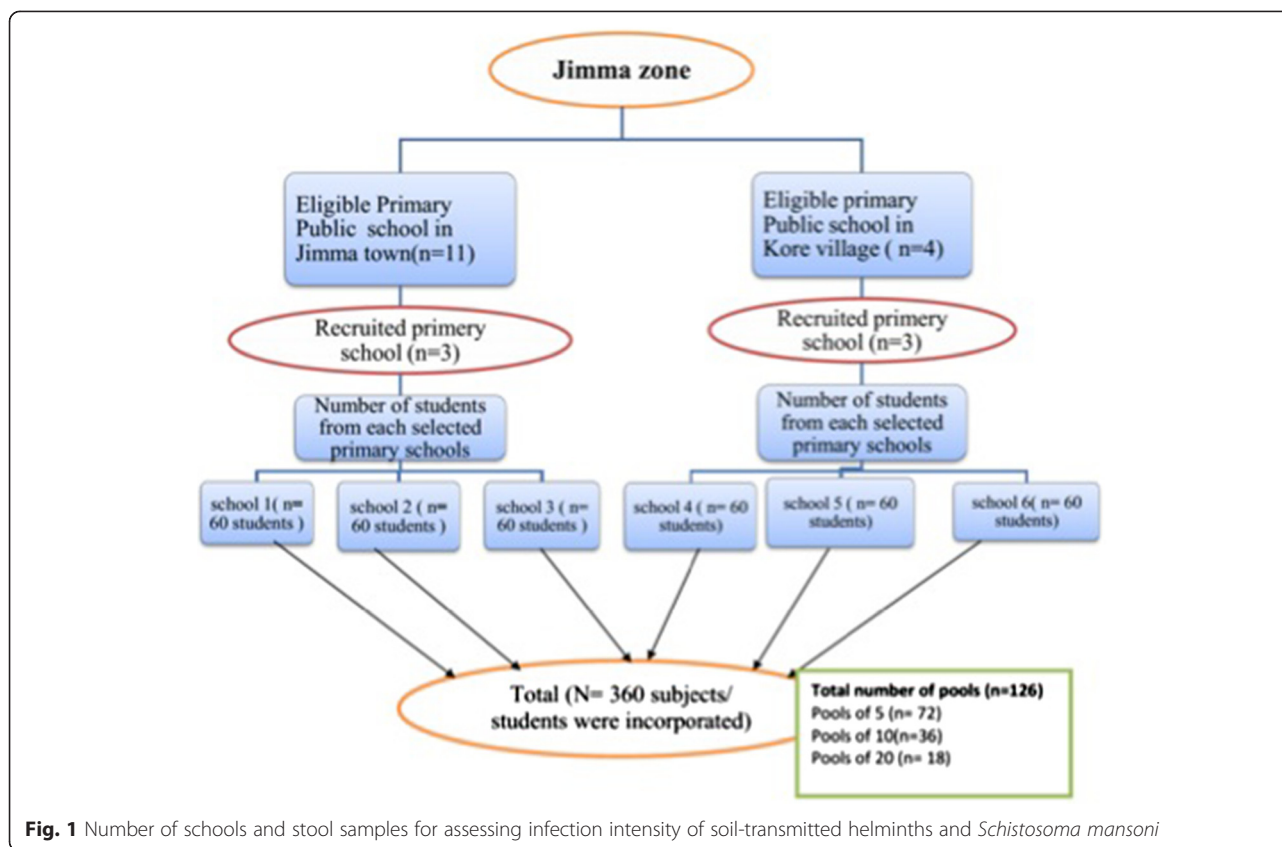 Jimma zone
Eligible Primary
Public school in
Jimma town(n=11)
Eligible primary
Public school in
Kore village ( n=4)
Recruited primery
school (n=3)
Recruited primery
school (n=3)
Number of students
from each selected
primary schools
Number of students
from each selected
primary schools
school 1( n=
60 students )
school 2 ( n=
60 students )
school 3 ( n=
60 students )
school 4 ( n= 60
students)
school 5 ( n= 60
students)
school 6( n= 60
students)
Total (N= 360 subjects/
students were incorporated)
Total number of pools (n=126)
Pools of 5 (n= 72)
Pools of 10(n=36)
Pools of 20 (n= 18)
Fig. 1 Number of schools and stool samples for assessing infection intensity of soil-transmitted helminths and Schistosoma mansoni